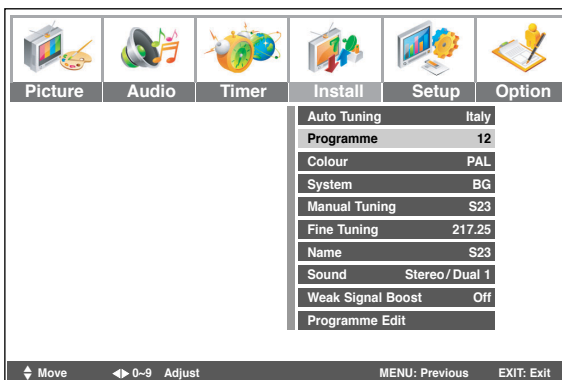 Picture Audio Timer Install Setup Option
Auto Tuning Italy
Programme 12
Colour PAL
System BG
Manual Tuning S23
Fine Tuning 217.25
Name S23
Sound Stereo/Dual 1
Weak Signal Boost Off
Programme Edit
Move 0~9 Adjust MENU: Previous EXIT: Exit